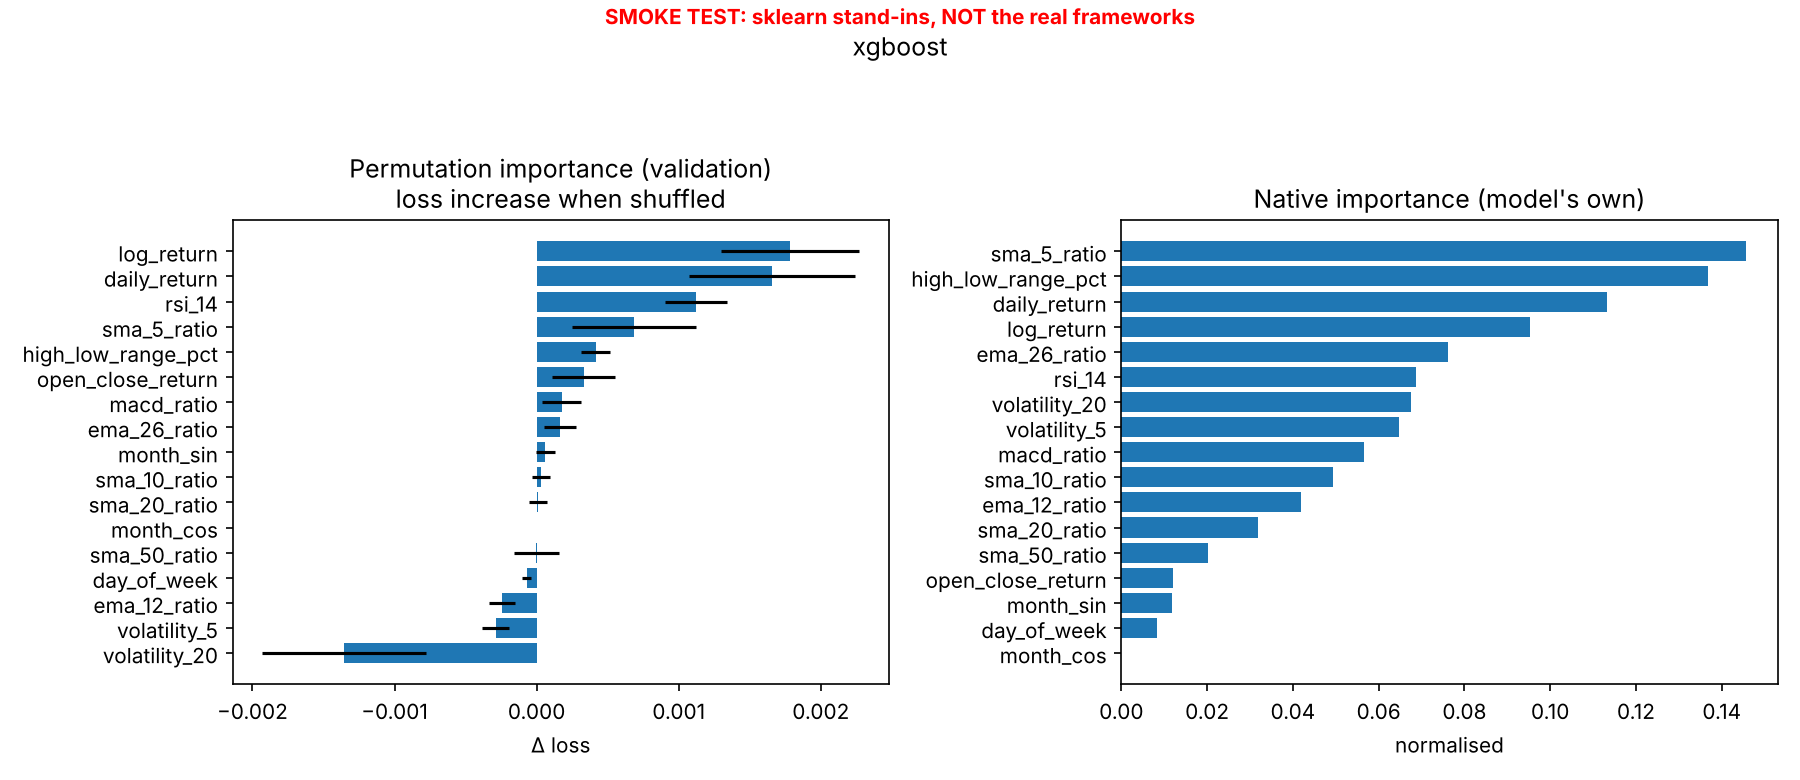 SMOKE TEST: sklearn stand-ins, NOT the real frameworks
xgboost
Permutation importance (validation)
loss increase when shuffled
log_return
daily_return
rsi_14
sma_5_ratio
high_low_range_pct
open_close_return
macd_ratio
ema_26_ratio
month_sin
sma_10_ratio
sma_20_ratio
month_cos
sma_50_ratio
day_of_week
ema_12_ratio
volatility_5
volatility_20
−0.002 −0.001 0.000 0.001 0.002
Δ loss
Native importance (model's own)
sma_5_ratio
high_low_range_pct
daily_return
log_return
ema_26_ratio
rsi_14
volatility_20
volatility_5
macd_ratio
sma_10_ratio
ema_12_ratio
sma_20_ratio
sma_50_ratio
open_close_return
month_sin
day_of_week
month_cos
0.00 0.02 0.04 0.06 0.08 0.10 0.12 0.14
normalised